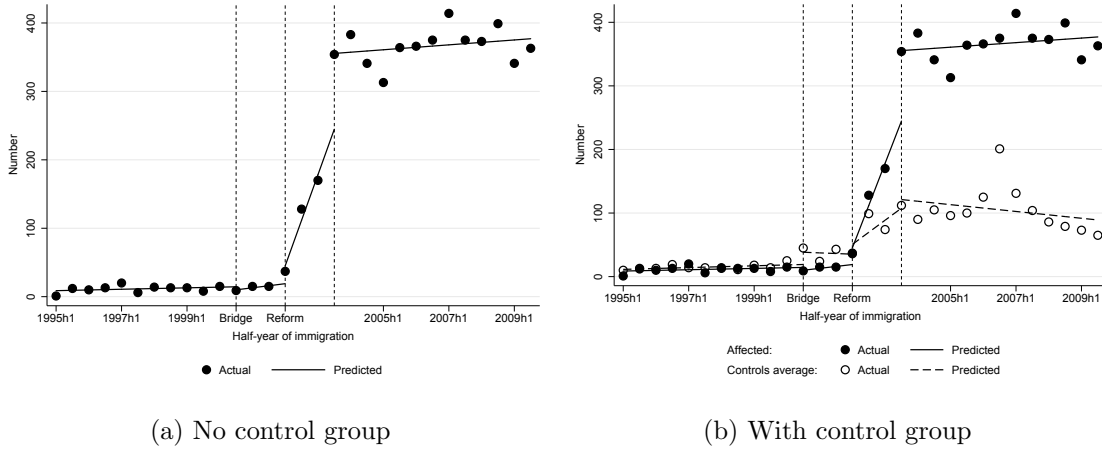 400
300
200
100
0
Number
1995h1 1997h1 1999h1 Bridge Reform 2005h1 2007h1 2009h1
Half-year of immigration
Actual Predicted
(a) No control group
400
300
200
100
0
Number
1995h1 1997h1 1999h1 Bridge Reform 2005h1 2007h1 2009h1
Half-year of immigration
Affected: Actual Predicted
Controls average: Actual Predicted
(b) With control group